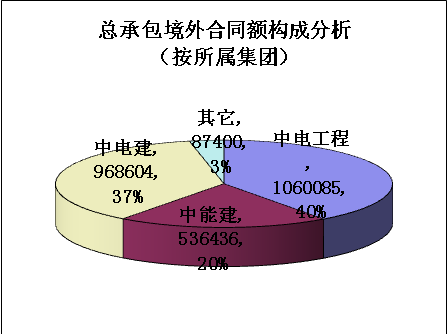 总承包境外合同额构成分析
（按所属集团）
其它,
87400,
3%
中电工程
,
1060085,
40%
中电建,
968604,
37%
中能建,
536436,
20%